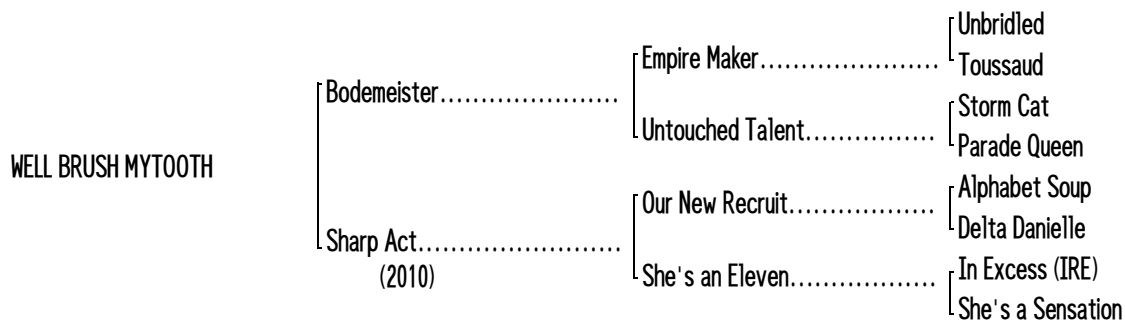 Unbridled
Empire Maker......................
Toussaud
Bodemeister......................
Storm Cat
Untouched Talent................
Parade Queen
WELL BRUSH MYTOOTH
Alphabet Soup
Our New Recruit..................
Delta Danielle
Sharp Act.........................
(2010)
In Excess (IRE)
She's an Eleven..................
She's a Sensation